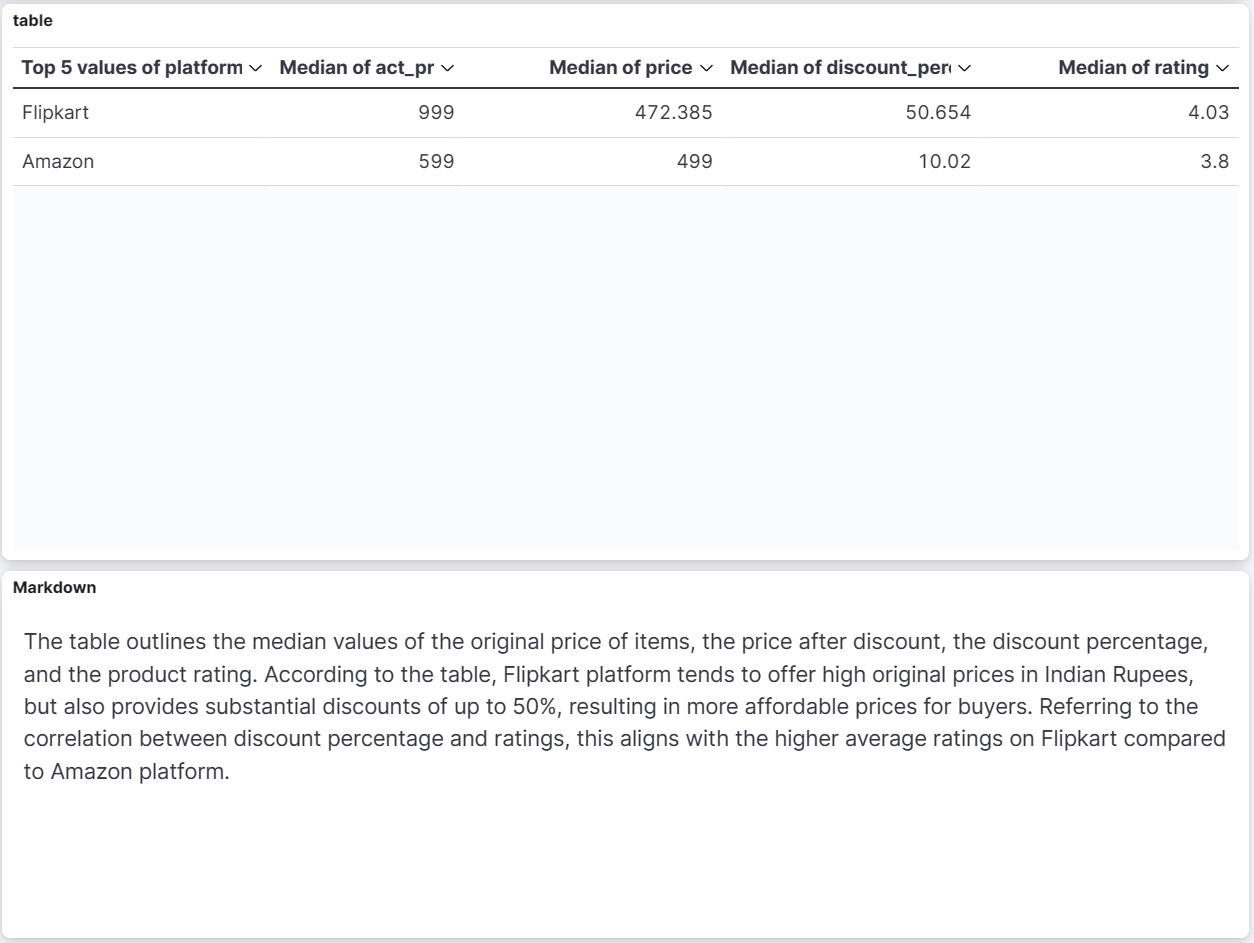 table
Top 5 values of platform Median of act_pr Median of price Median of discount_per Median of rating
Flipkart 999 472.385 50.654 4.03
Amazon 599 499 10.02 3.8
Markdown
The table outlines the median values of the original price of items, the price after discount, the discount percentage,
and the product rating. According to the table, Flipkart platform tends to offer high original prices in Indian Rupees,
but also provides substantial discounts of up to 50%, resulting in more affordable prices for buyers. Referring to the
correlation between discount percentage and ratings, this aligns with the higher average ratings on Flipkart compared
to Amazon platform.